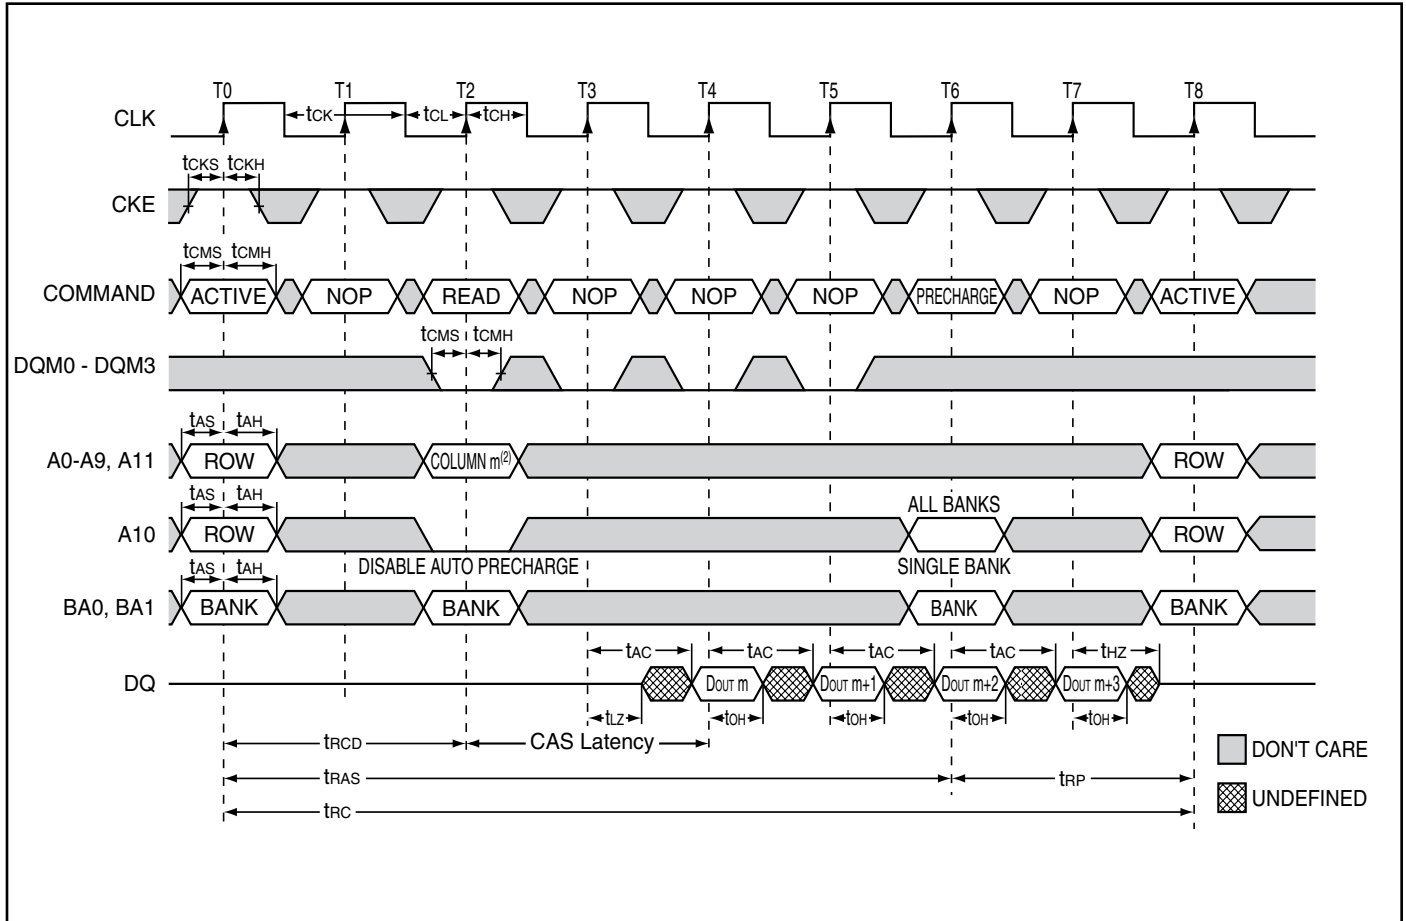 T0 T1 T2 T3 T4 T5 T6 T7 T8
CLK tCK tCL tCH
tCKS tCKH
CKE
tCMS tCMH
COMMAND ACTIVE NOP READ NOP NOP NOP PRECHARGE NOP ACTIVE
tCMS tCMH
DQM0 - DQM3
tAS tAH
A0-A9, A11 ROW COLUMN m(2) ROW
tAS tAH ALL BANKS
A10 ROW ROW
DISABLE AUTO PRECHARGE SINGLE BANK
tAS tAH
BA0, BA1 BANK BANK BANK BANK
tAC tAC tAC tAC tHZ
DQ DOUT m DOUT m+1 DOUT m+2 DOUT m+3
tLZ tOH tOH tOH tOH
tRCD CAS Latency
DON'T CARE
tRAS tRP
UNDEFINED
tRC